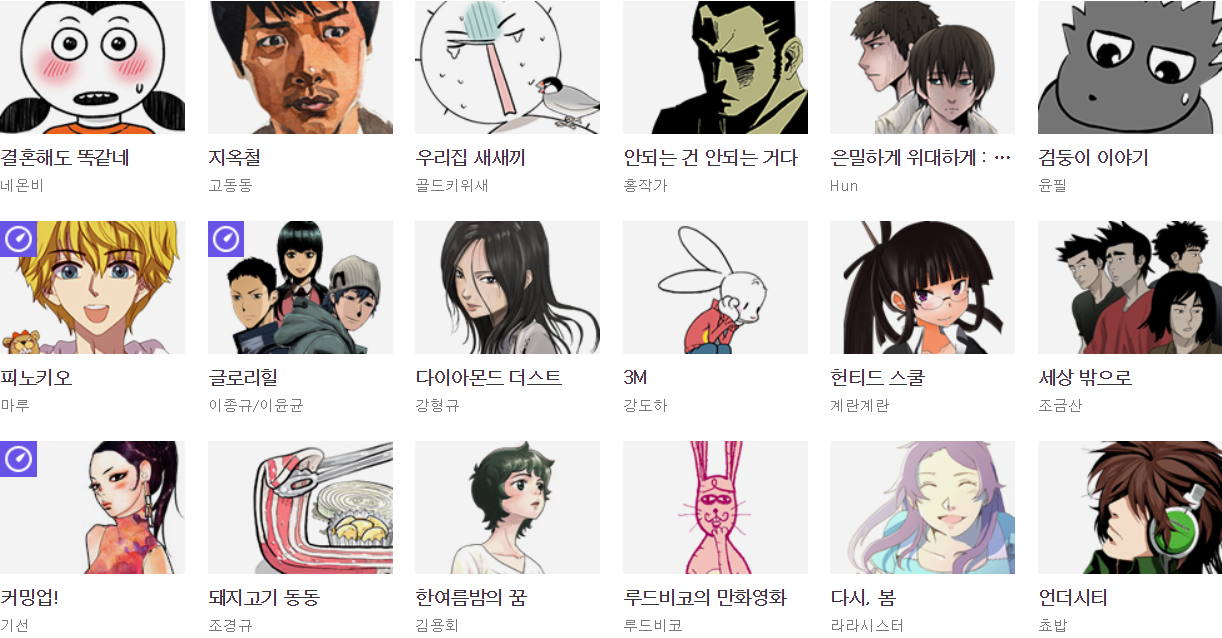 결혼해도 똑같네
네온비
지옥철
고동동
우리집 새새끼
골드키위새
안되는 건 안되는 거다
홍작가
은밀하게 위대하게 : …
Hun
검둥이 이야기
윤필
피노키오
마루
글로리힐
이종규/이윤균
다이아몬드 더스트
강형규
3M
강도하
헌티드 스쿨
계란계란
세상 밖으로
조금산
커밍업!
기선
돼지고기 동동
조경규
한여름밤의 꿈
김용회
루드비코의 만화영화
루드비코
다시, 봄
라라시스터
언더시티
쵸밥